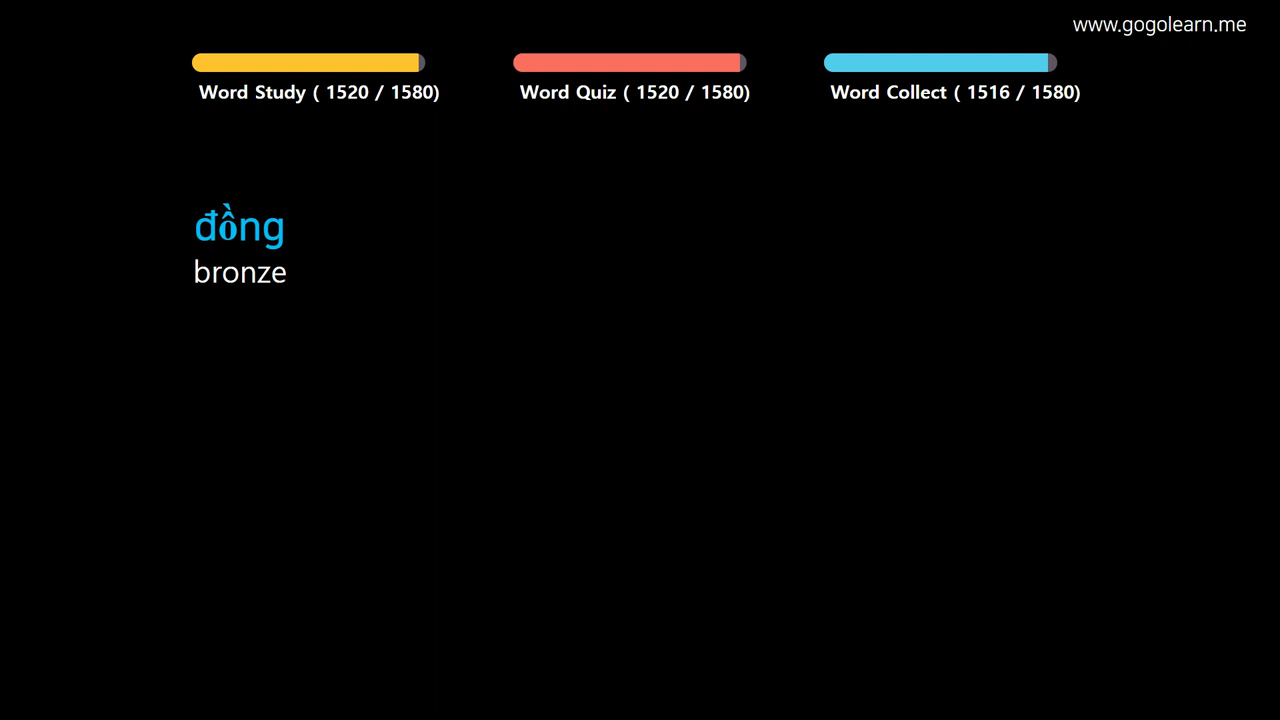 www.gogolearn.me
Word Study ( 1520 / 1580)
Word Quiz ( 1520 / 1580)
Word Collect ( 1516 / 1580)
đồng
bronze